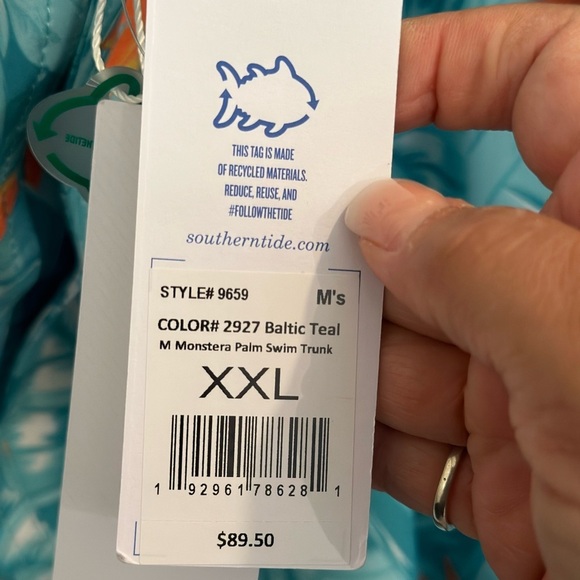 THIS TAG IS MADE
OF RECYCLED MATERIALS.
REDUCE, REUSE, AND
#FOLLOWTHETIDE
southerntide.com
STYLE# 9659 M's
COLOR# 2927 Baltic Teal
M Monstera Palm Swim Trunk
XXL
1 92961 78628 1
$89.50